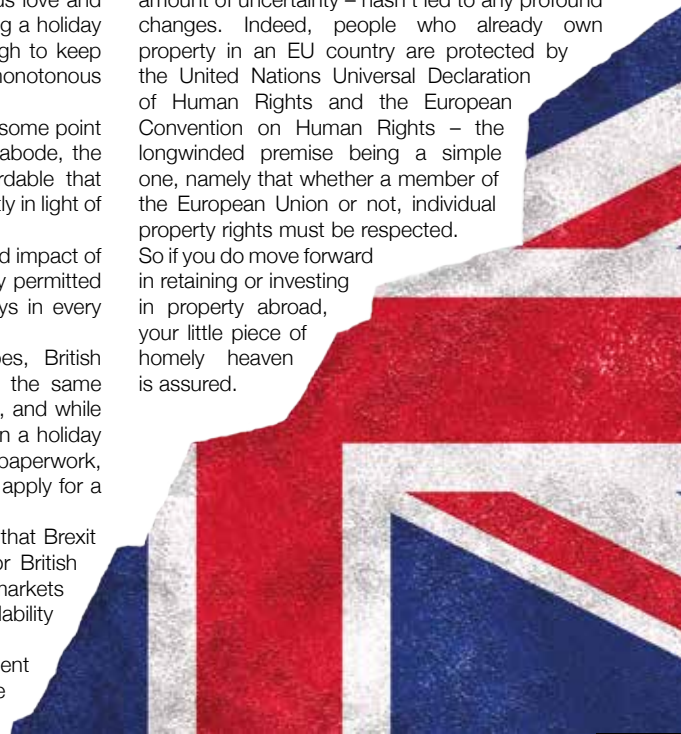 us love and
g a holiday
gh to keep
monotonous
some point
abode, the
rdable that
tly in light of
d impact of
y permitted
ys in every
es, British
the same
, and while
n a holiday
paperwork,
apply for a
that Brexit
or British
markets
lability
ent
e
amount of uncertainty – hasn't led to any profound
changes. Indeed, people who already own
property in an EU country are protected by
the United Nations Universal Declaration
of Human Rights and the European
Convention on Human Rights – the
longwinded premise being a simple
one, namely that whether a member of
the European Union or not, individual
property rights must be respected.
So if you do move forward
in retaining or investing
in property abroad,
your little piece of
homely heaven
is assured.